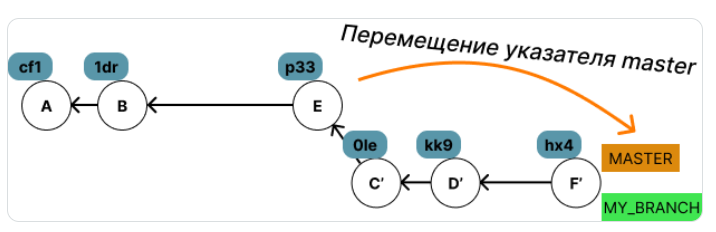 Перемещение указателя master
cf1
1dr
p33
A
B
E
0le
kk9
hx4
MASTER
C’
D’
F’
MY_BRANCH